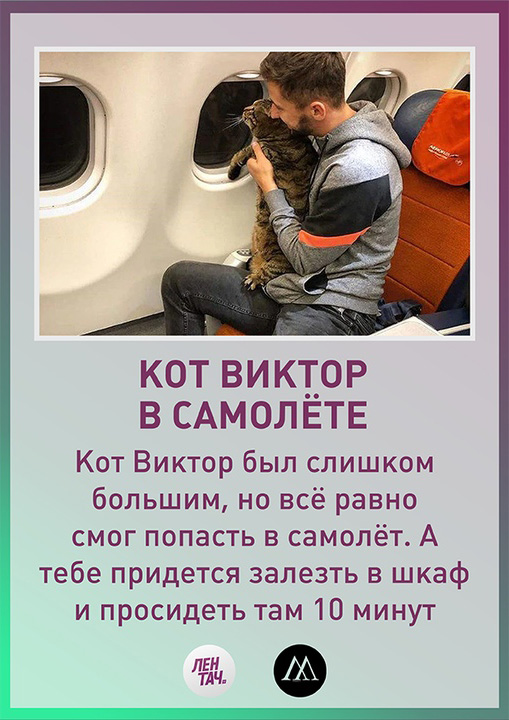 КОТ ВИКТОР
В САМОЛЁТЕ
Кот Виктор был слишком
большим, но всё равно
смог попасть в самолёт. А
тебе придется залезть в шкаф
и просидеть там 10 минут
ЛЕН
ТАЧ.